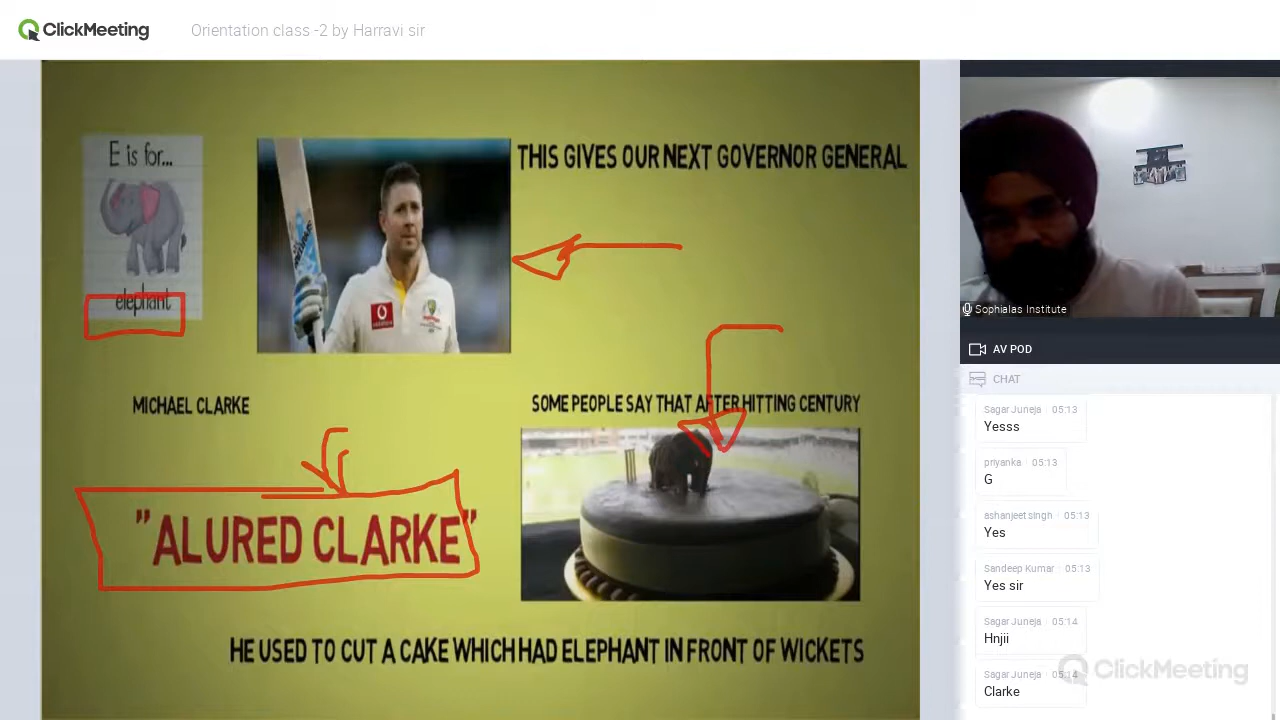 ClickMeeting
Orientation class -2 by Harravi sir
E is for...
elephant
THIS GIVES OUR NEXT GOVERNOR GENERAL
MICHAEL CLARKE
SOME PEOPLE SAY THAT AFTER HITTING CENTURY
"ALURED CLARKE"
HE USED TO CUT A CAKE WHICH HAD ELEPHANT IN FRONT OF WICKETS
vodafone
Sophialas Institute
AV POD
CHAT
Sagar Juneja · 05:13
Yesss
priyanka · 05:13
G
ashanjeet singh · 05:13
Yes
Sandeep Kumar · 05:13
Yes sir
Sagar Juneja · 05:14
Hnjii
Sagar Juneja · 05:14
Clarke
ClickMeeting